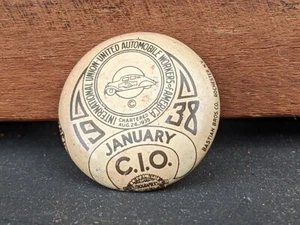 INTERNATIONAL UNION · UNITED AUTOMOBILE WORKERS OF AMERICA
©
CHARTERED
AUG. 26, 1935
19 38
JANUARY
C.I.O.
BASTIAN BROS. CO.